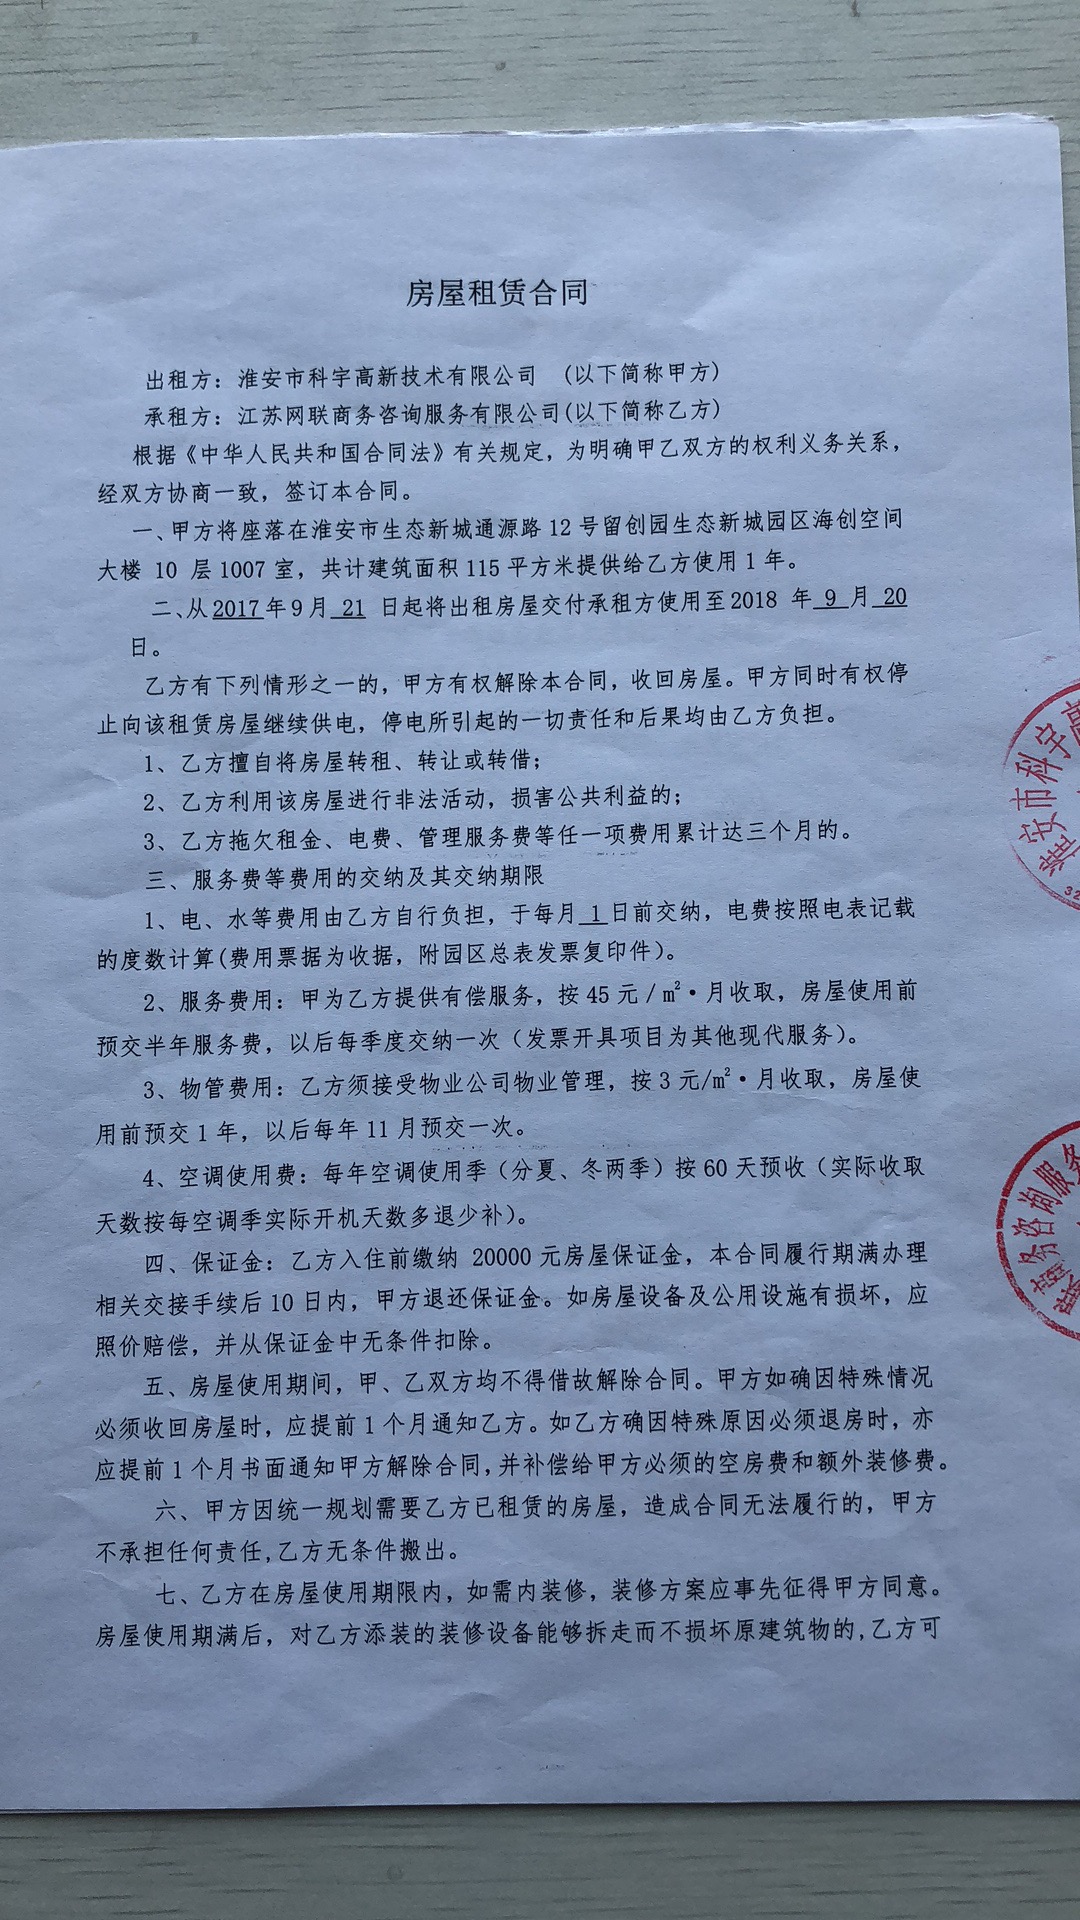 房屋租赁合同
出租方：淮安市科宇高新技术有限公司 （以下简称甲方）
承租方：江苏网联商务咨询服务有限公司(以下简称乙方）
根据《中华人民共和国合同法》有关规定，为明确甲乙双方的权利义务关系，
经双方协商一致，签订本合同。
一、甲方将座落在淮安市生态新城通源路 12 号留创园生态新城园区海创空间
大楼 10 层 1007 室，共计建筑面积 115 平方米提供给乙方使用 1 年。
二、从 2017 年 9 月 21 日起将出租房屋交付承租方使用至 2018 年 9 月 20
日。
乙方有下列情形之一的，甲方有权解除本合同，收回房屋。甲方同时有权停
止向该租赁房屋继续供电，停电所引起的一切责任和后果均由乙方负担。
1、乙方擅自将房屋转租、转让或转借；
2、乙方利用该房屋进行非法活动，损害公共利益的；
3、乙方拖欠租金、电费、管理服务费等任一项费用累计达三个月的。
三、服务费等费用的交纳及其交纳期限
1、电、水等费用由乙方自行负担，于每月 1 日前交纳，电费按照电表记载
的度数计算(费用票据为收据，附园区总表发票复印件）。
2、服务费用：甲为乙方提供有偿服务，按 45 元／㎡·月收取，房屋使用前
预交半年服务费，以后每季度交纳一次（发票开具项目为其他现代服务）。
3、物管费用：乙方须接受物业公司物业管理，按 3 元/㎡·月收取，房屋使
用前预交 1 年，以后每年 11 月预交一次。
4、空调使用费：每年空调使用季（分夏、冬两季）按 60 天预收（实际收取
天数按每空调季实际开机天数多退少补）。
四、保证金：乙方入住前缴纳 20000 元房屋保证金，本合同履行期满办理
相关交接手续后 10 日内，甲方退还保证金。如房屋设备及公用设施有损坏，应
照价赔偿，并从保证金中无条件扣除。
五、房屋使用期间，甲、乙双方均不得借故解除合同。甲方如确因特殊情况
必须收回房屋时，应提前 1 个月通知乙方。如乙方确因特殊原因必须退房时，亦
应提前 1 个月书面通知甲方解除合同,并补偿给甲方必须的空房费和额外装修费。
六、甲方因统一规划需要乙方已租赁的房屋，造成合同无法履行的，甲方
不承担任何责任,乙方无条件搬出。
七、乙方在房屋使用期限内，如需内装修，装修方案应事先征得甲方同意。
房屋使用期满后，对乙方添装的装修设备能够拆走而不损坏原建筑物的,乙方可
淮安市科宇高
32
商务咨询服务